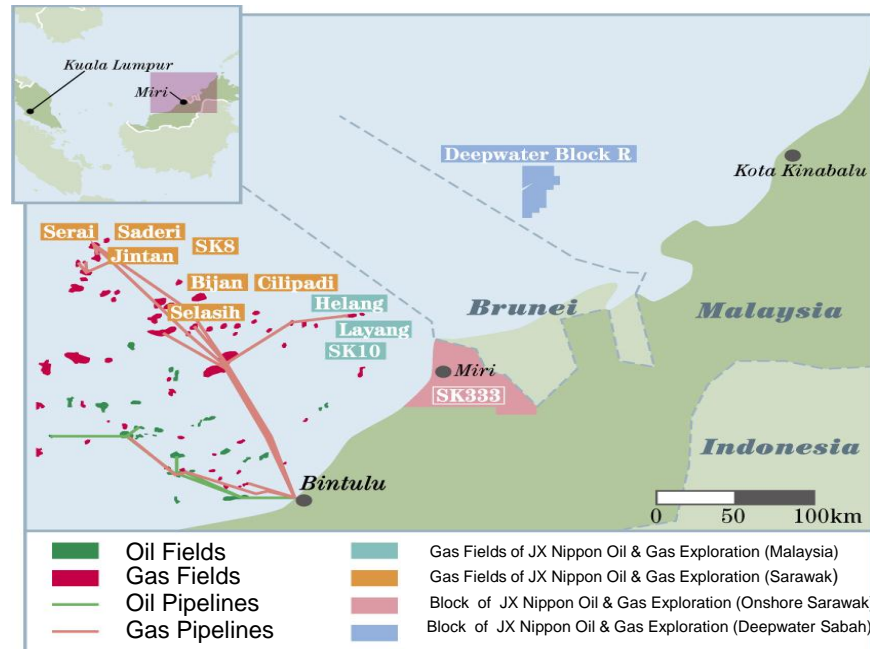 Kuala Lumpur
Miri
Deepwater Block R
Kota Kinabalu
Serai
Saderi
SK8
Jintan
Bijan
Cilipadi
Helang
Selasih
Layang
SK10
Brunei
Malaysia
Miri
SK333
Indonesia
Bintulu
0 50 100km
Oil Fields
Gas Fields
Oil Pipelines
Gas Pipelines
Gas Fields of JX Nippon Oil & Gas Exploration (Malaysia)
Gas Fields of JX Nippon Oil & Gas Exploration (Sarawak)
Block of JX Nippon Oil & Gas Exploration (Onshore Sarawak)
Block of JX Nippon Oil & Gas Exploration (Deepwater Sabah)